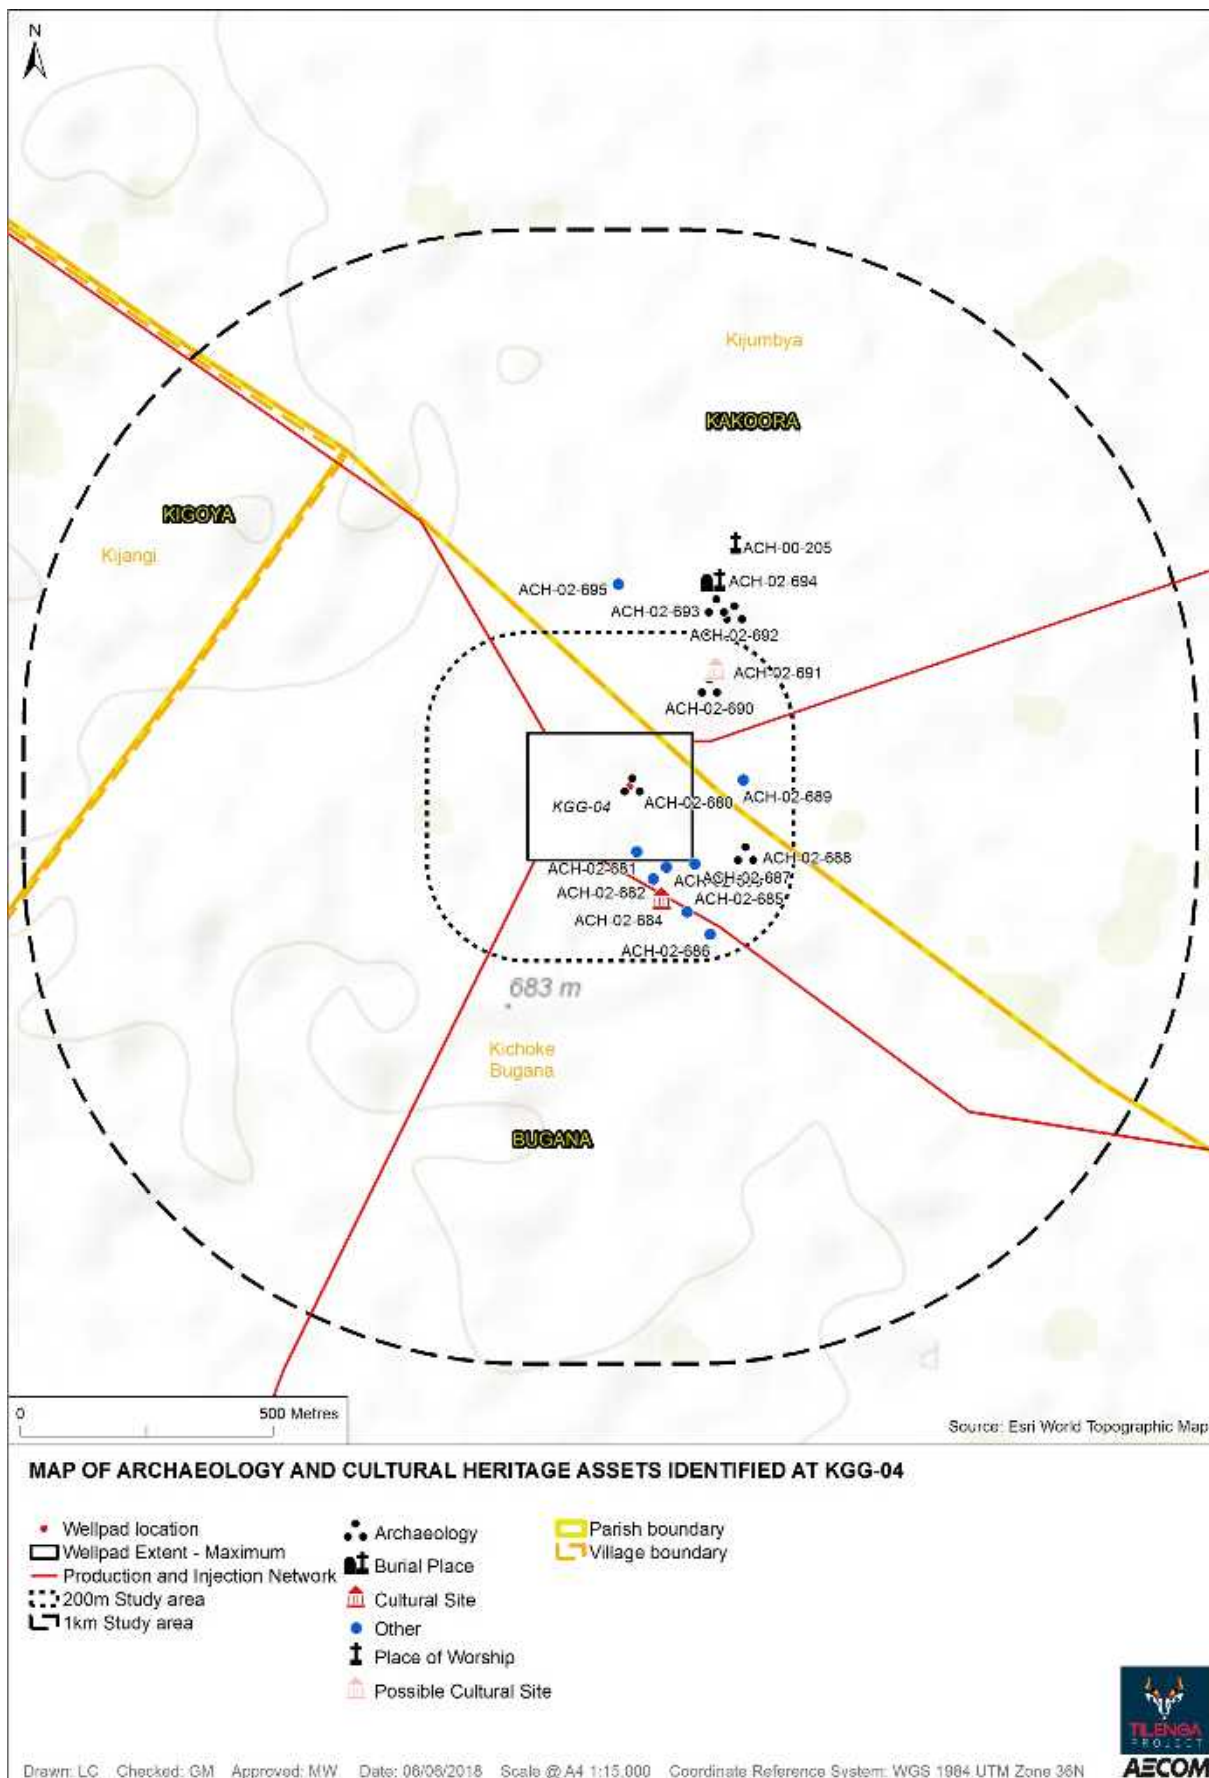 N
Kijumbya
KAKOORA
KIGOYA
Kijangi
ACH-00-205
ACH-02-695
ACH-02-694
ACH-02-693
ACH-02-692
ACH-02-691
ACH-02-690
KGG-04
ACH-02-680
ACH-02-689
ACH-02-688
ACH-02-681
ACH-02-687
ACH-02-682
ACH-02-685
ACH-02-684
ACH-02-686
683 m
Kichoke
Bugana
BUGANA
0 500 Metres
Source: Esri World Topographic Map
MAP OF ARCHAEOLOGY AND CULTURAL HERITAGE ASSETS IDENTIFIED AT KGG-04
Wellpad location
Wellpad Extent - Maximum
Production and Injection Network
200m Study area
1km Study area
Archaeology
Burial Place
Cultural Site
Other
Place of Worship
Possible Cultural Site
Parish boundary
Village boundary
TILENGA
PROJECT
AECOM
Drawn: LC Checked: GM Approved: MW Date: 06/06/2018 Scale @ A4 1:15,000 Coordinate Reference System: WGS 1984 UTM Zone 36N